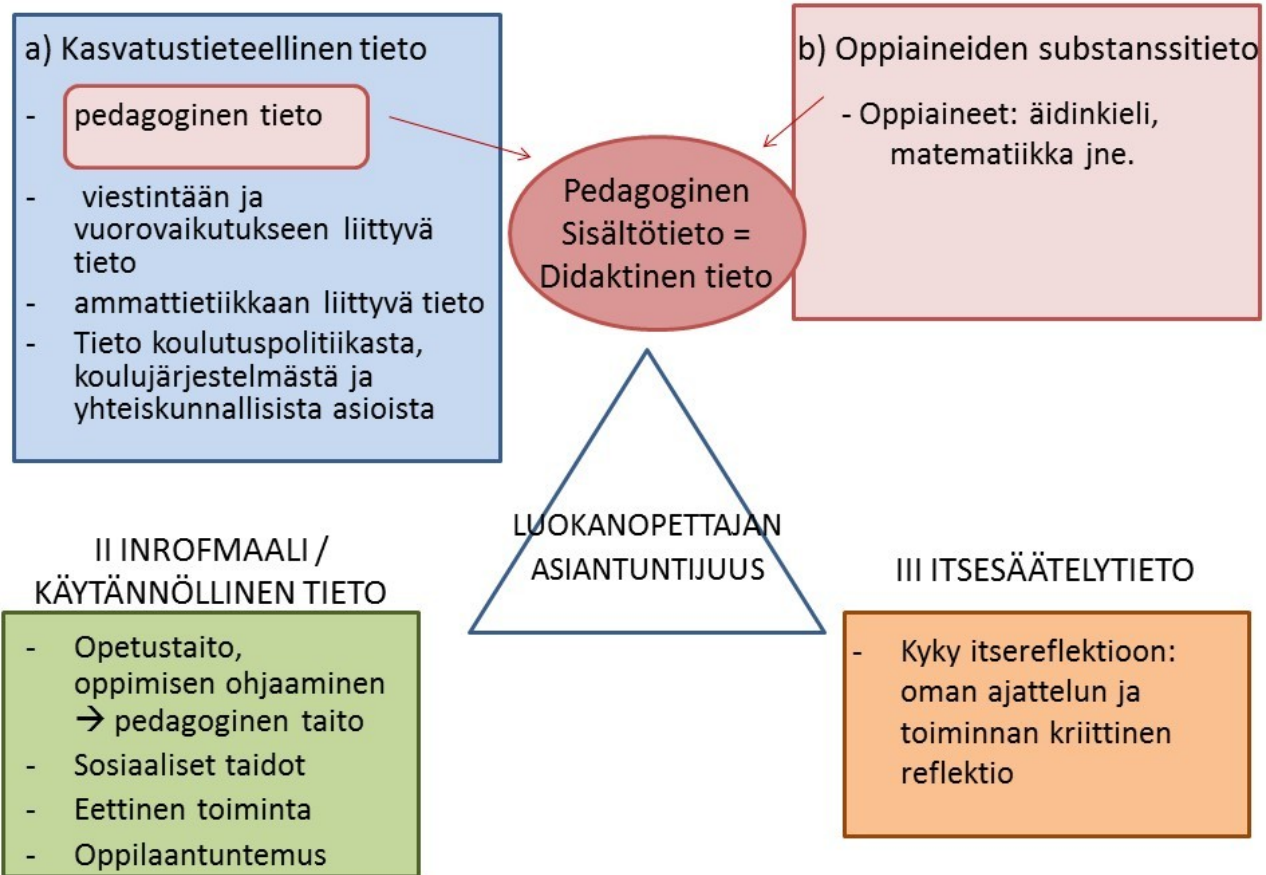 a) Kasvatustieteellinen tieto
- pedagoginen tieto
- viestintään ja
vuorovaikutukseen liittyvä
tieto
- ammattietiikkaan liittyvä tieto
- Tieto koulutuspolitiikasta,
koulujärjestelmästä ja
yhteiskunnallisista asioista
Pedagoginen
Sisältötieto =
Didaktinen tieto
b) Oppiaineiden substanssitieto
- Oppiaineet: äidinkieli,
matematiikka jne.
LUOKANOPETTAJAN
ASIANTUNTIJUUS
II INROFMAALI /
KÄYTÄNNÖLLINEN TIETO
- Opetustaito,
oppimisen ohjaaminen
→ pedagoginen taito
- Sosiaaliset taidot
- Eettinen toiminta
- Oppilaantuntemus
III ITSESÄÄTELYTIETO
- Kyky itsereflektioon:
oman ajattelun ja
toiminnan kriittinen
reflektio